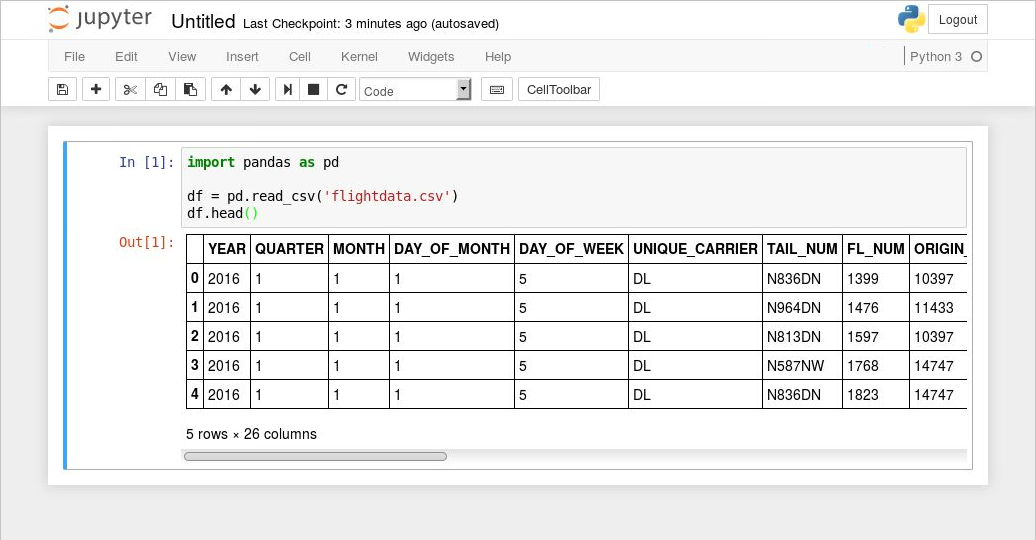 jupyter Untitled Last Checkpoint: 3 minutes ago (autosaved) Logout
File Edit View Insert Cell Kernel Widgets Help Python 3
Code CellToolbar
In [1]: import pandas as pd
df = pd.read_csv('flightdata.csv')
df.head()
Out[1]:
YEAR QUARTER MONTH DAY_OF_MONTH DAY_OF_WEEK UNIQUE_CARRIER TAIL_NUM FL_NUM ORIGIN_
0 2016 1 1 1 5 DL N836DN 1399 10397
1 2016 1 1 1 5 DL N964DN 1476 11433
2 2016 1 1 1 5 DL N813DN 1597 10397
3 2016 1 1 1 5 DL N587NW 1768 14747
4 2016 1 1 1 5 DL N836DN 1823 14747
5 rows × 26 columns